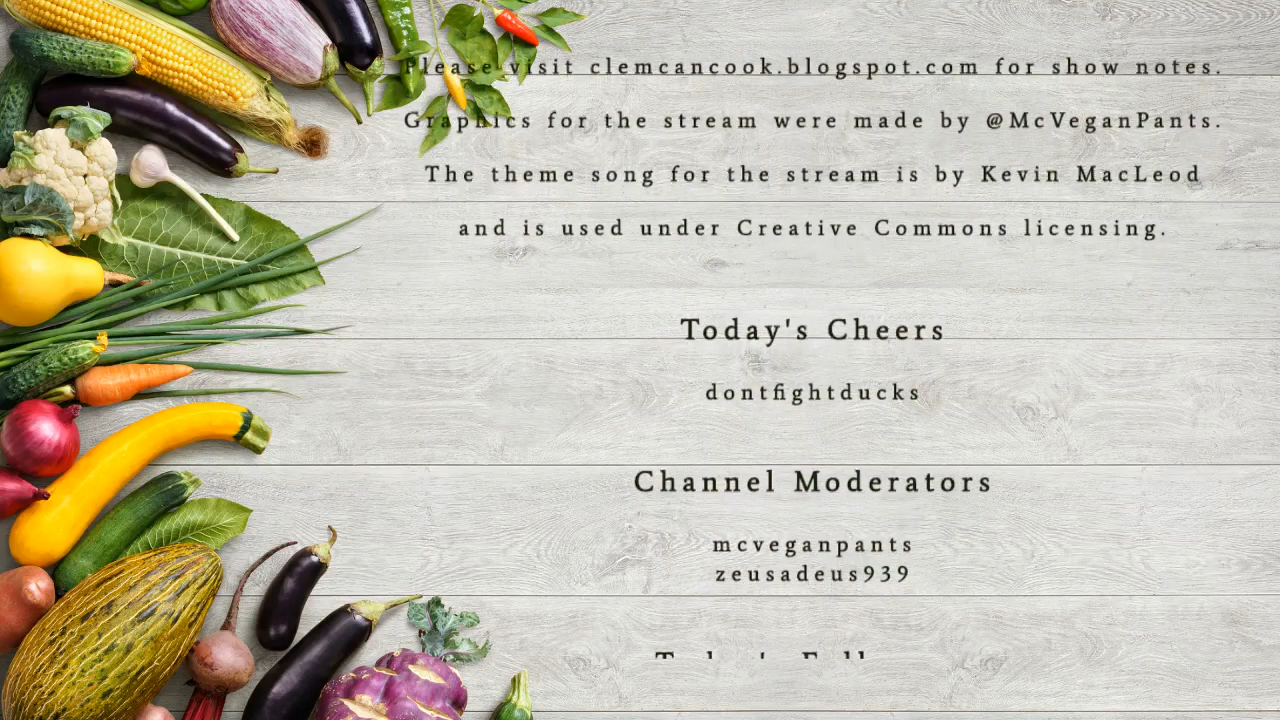 Please visit clemcancook.blogspot.com for show notes.
Graphics for the stream were made by @McVeganPants.
The theme song for the stream is by Kevin MacLeod
and is used under Creative Commons licensing.
Today's Cheers
dontfightducks
Channel Moderators
mcveganpants
zeusadeus939